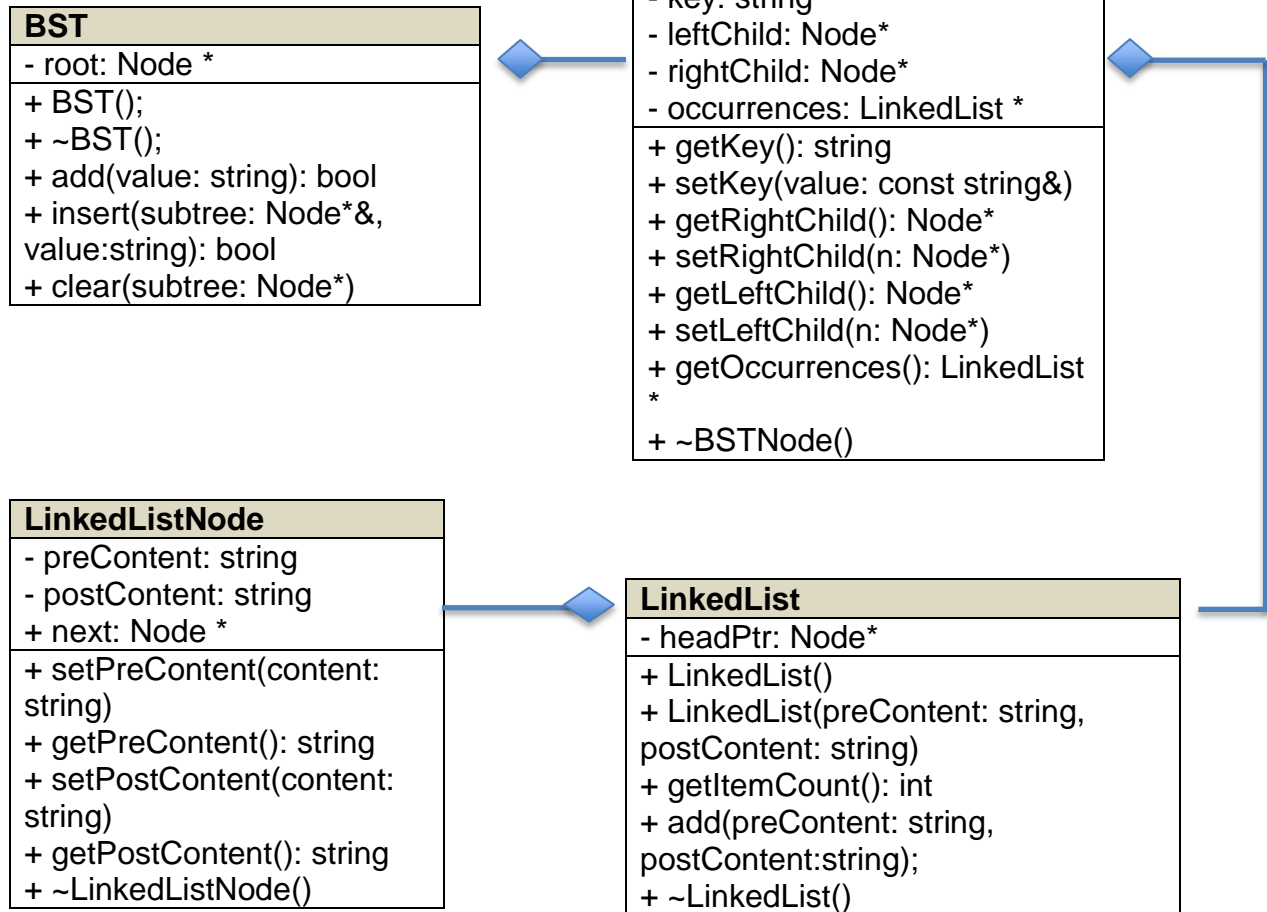 BST
- root: Node *
+ BST();
+ ~BST();
+ add(value: string): bool
+ insert(subtree: Node*&,
value:string): bool
+ clear(subtree: Node*)
- key: string
- leftChild: Node*
- rightChild: Node*
- occurrences: LinkedList *
+ getKey(): string
+ setKey(value: const string&)
+ getRightChild(): Node*
+ setRightChild(n: Node*)
+ getLeftChild(): Node*
+ setLeftChild(n: Node*)
+ getOccurrences(): LinkedList
*
+ ~BSTNode()
LinkedListNode
- preContent: string
- postContent: string
+ next: Node *
+ setPreContent(content:
string)
+ getPreContent(): string
+ setPostContent(content:
string)
+ getPostContent(): string
+ ~LinkedListNode()
LinkedList
- headPtr: Node*
+ LinkedList()
+ LinkedList(preContent: string,
postContent: string)
+ getItemCount(): int
+ add(preContent: string,
postContent:string);
+ ~LinkedList()